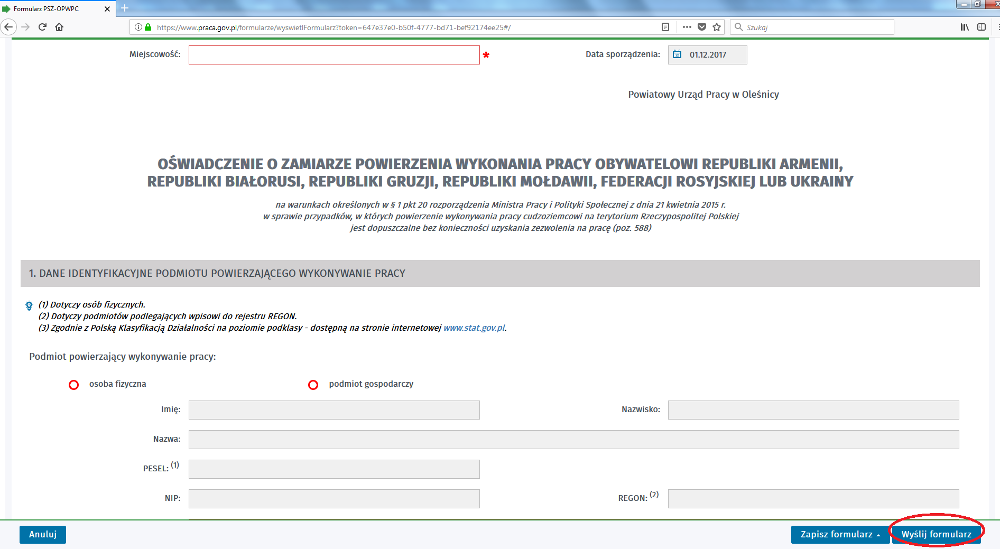 Formularz PSZ-OPWPC
https://www.praca.gov.pl/formularze/wyswietlFormularz?token=647e37e0-b50f-4777-bd71-bef92174ee25#/
Szukaj
Miejscowość: *
Data sporządzenia: 01.12.2017
Powiatowy Urząd Pracy w Oleśnicy
OŚWIADCZENIE O ZAMIARZE POWIERZENIA WYKONANIA PRACY OBYWATELOWI REPUBLIKI ARMENII,
REPUBLIKI BIAŁORUSI, REPUBLIKI GRUZJI, REPUBLIKI MOŁDAWII, FEDERACJI ROSYJSKIEJ LUB UKRAINY
na warunkach określonych w § 1 pkt 20 rozporządzenia Ministra Pracy i Polityki Społecznej z dnia 21 kwietnia 2015 r.
w sprawie przypadków, w których powierzenie wykonywania pracy cudzoziemcowi na terytorium Rzeczypospolitej Polskiej
jest dopuszczalne bez konieczności uzyskania zezwolenia na pracę (poz. 588)
1. DANE IDENTYFIKACYJNE PODMIOTU POWIERZAJĄCEGO WYKONYWANIE PRACY
(1) Dotyczy osób fizycznych.
(2) Dotyczy podmiotów podlegających wpisowi do rejestru REGON.
(3) Zgodnie z Polską Klasyfikacją Działalności na poziomie podklasy - dostępną na stronie internetowej www.stat.gov.pl.
Podmiot powierzający wykonywanie pracy:
osoba fizyczna
podmiot gospodarczy
Imię:
Nazwisko:
Nazwa:
PESEL: (1)
NIP:
REGON: (2)
Anuluj
Zapisz formularz
Wyślij formularz